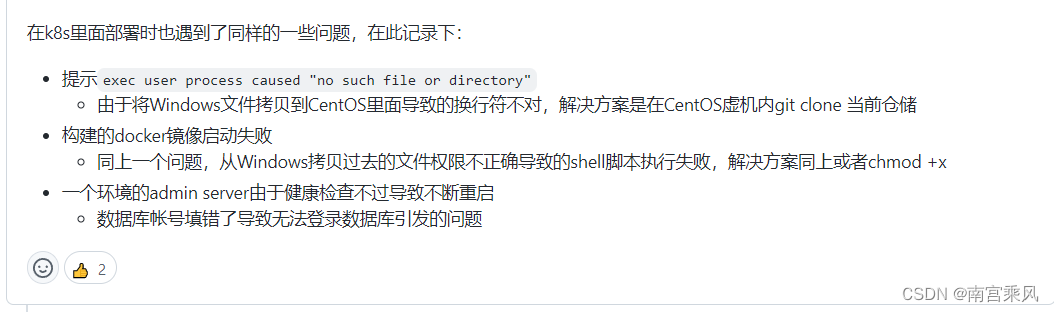 在k8s里面部署时也遇到了同样的一些问题，在此记录下：
提示 exec user process caused "no such file or directory"
由于将Windows文件拷贝到CentOS里面导致的换行符不对，解决方案是在CentOS虚机内git clone 当前仓储
构建的docker镜像启动失败
同上一个问题，从Windows拷贝过去的文件权限不正确导致的shell脚本执行失败，解决方案同上或者chmod +x
一个环境的admin server由于健康检查不过导致不断重启
数据库帐号填错了导致无法登录数据库引发的问题
2
CSDN @南宫乘风